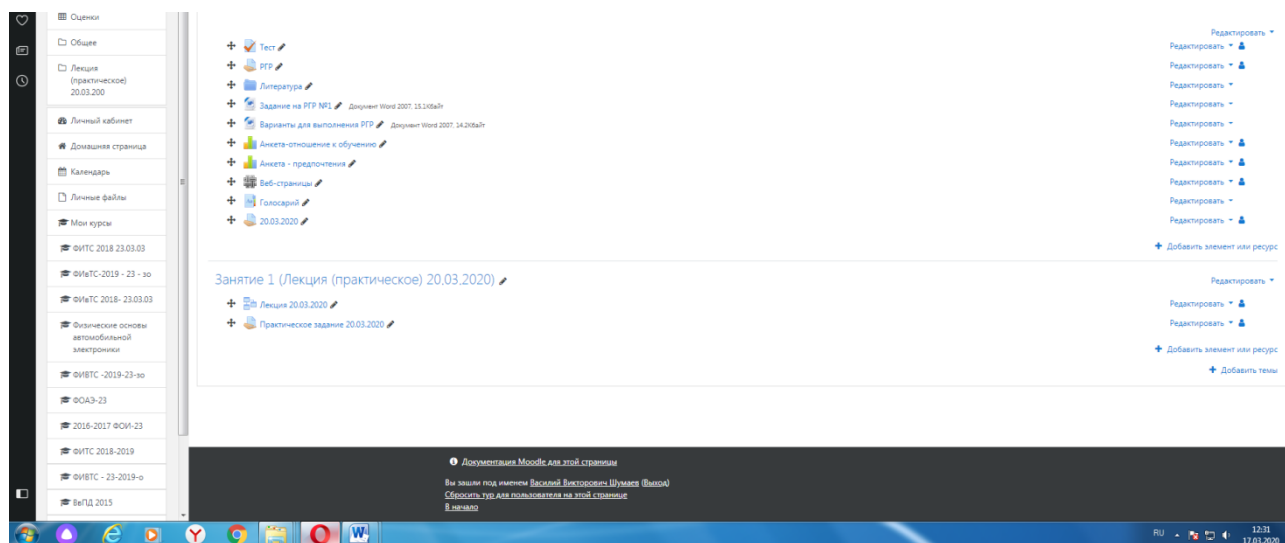 Оценки
Общее
Лекция
(практическое)
20.03.200
Личный кабинет
Домашняя страница
Календарь
Личные файлы
Мои курсы
ФИТС 2018 23.03.03
ФИвТС-2019 - 23 - зо
ФИвТС 2018- 23.03.03
Физические основы
автомобильной
электроники
ФИВТС -2019-23-зо
ФОАЭ-23
2016-2017 ФОИ-23
ФИТС 2018-2019
ФИВТС - 23-2019-о
ВвПД 2015
Редактировать
Тест Редактировать
РГР Редактировать
Литература Редактировать
Задание на РГР №1 Документ Word 2007, 15.1Кбайт Редактировать
Варианты для выполнения РГР Документ Word 2007, 14.2Кбайт Редактировать
Анкета-отношение к обучению Редактировать
Анкета - предпочтения Редактировать
Веб-страницы Редактировать
Голосарий Редактировать
20.03.2020 Редактировать
Добавить элемент или ресурс
Занятие 1 (Лекция (практическое) 20.03.2020) Редактировать
Лекция 20.03.2020 Редактировать
Практическое задание 20.03.2020 Редактировать
Добавить элемент или ресурс
Добавить темы
Документация Moodle для этой страницы
Вы зашли под именем Василий Викторович Шумаев (Выход)
Сбросить тур для пользователя на этой странице
В начало
RU 12:31
17.03.2020